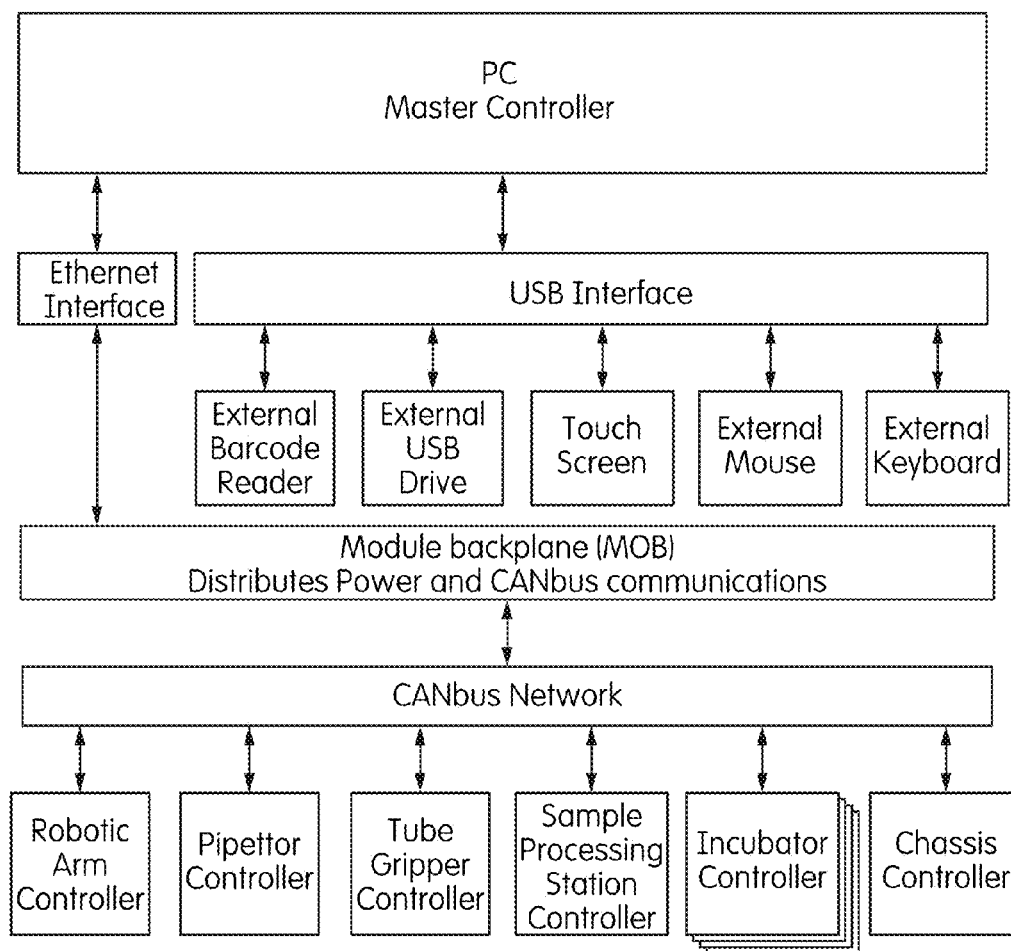 PC
Master Controller
Ethernet
Interface
USB Interface
External
Barcode
Reader
External
USB
Drive
Touch
Screen
External
Mouse
External
Keyboard
Module backplane (MOB)
Distributes Power and CANbus communications
CANbus Network
Robotic
Arm
Controller
Pipettor
Controller
Tube
Gripper
Controller
Sample
Processing
Station
Controller
Incubator
Controller
Chassis
Controller